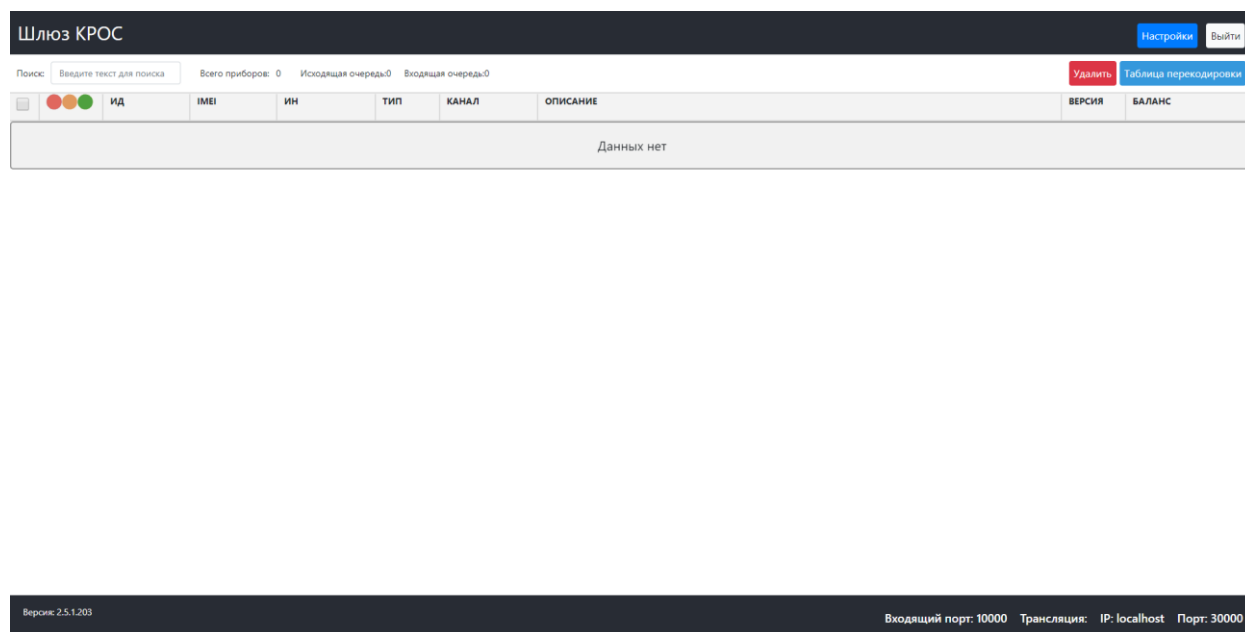 Шлюз КРОС
Настройки Выйти
Поиск: Введите текст для поиска Всего приборов: 0 Исходящая очередь:0 Входящая очередь:0 Удалить Таблица перекодировки
ИД IMEI ИН ТИП КАНАЛ ОПИСАНИЕ ВЕРСИЯ БАЛАНС
Данных нет
Версия: 2.5.1.203
Входящий порт: 10000 Трансляция: IP: localhost Порт: 30000